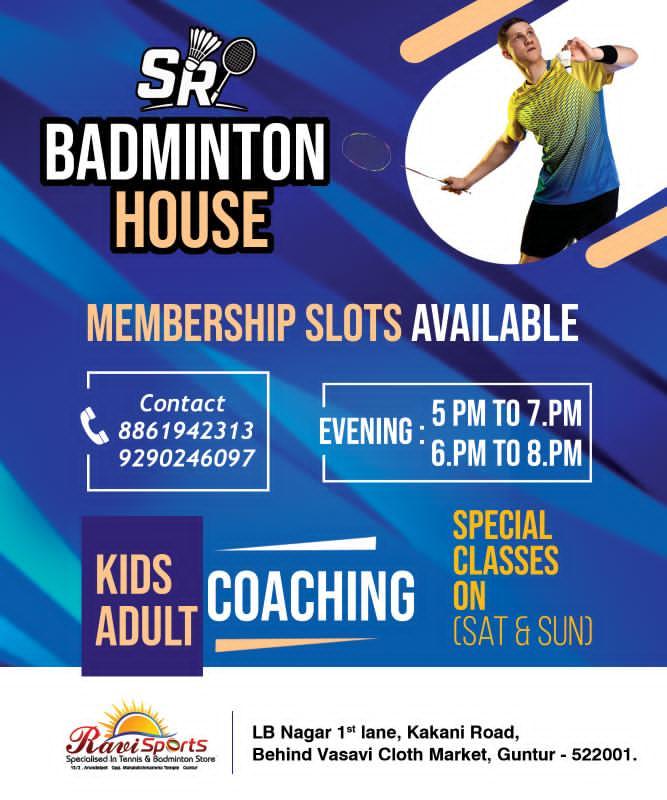 SR
BADMINTON
HOUSE
MEMBERSHIP SLOTS AVAILABLE
Contact
8861942313
9290246097
EVENING : 5 PM TO 7.PM
6.PM TO 8.PM
KIDS
ADULT
COACHING
SPECIAL
CLASSES
ON
(SAT & SUN)
Ravi Sports
Specialised In Tennis & Badminton Store
LB Nagar 1st lane, Kakani Road,
Behind Vasavi Cloth Market, Guntur - 522001.